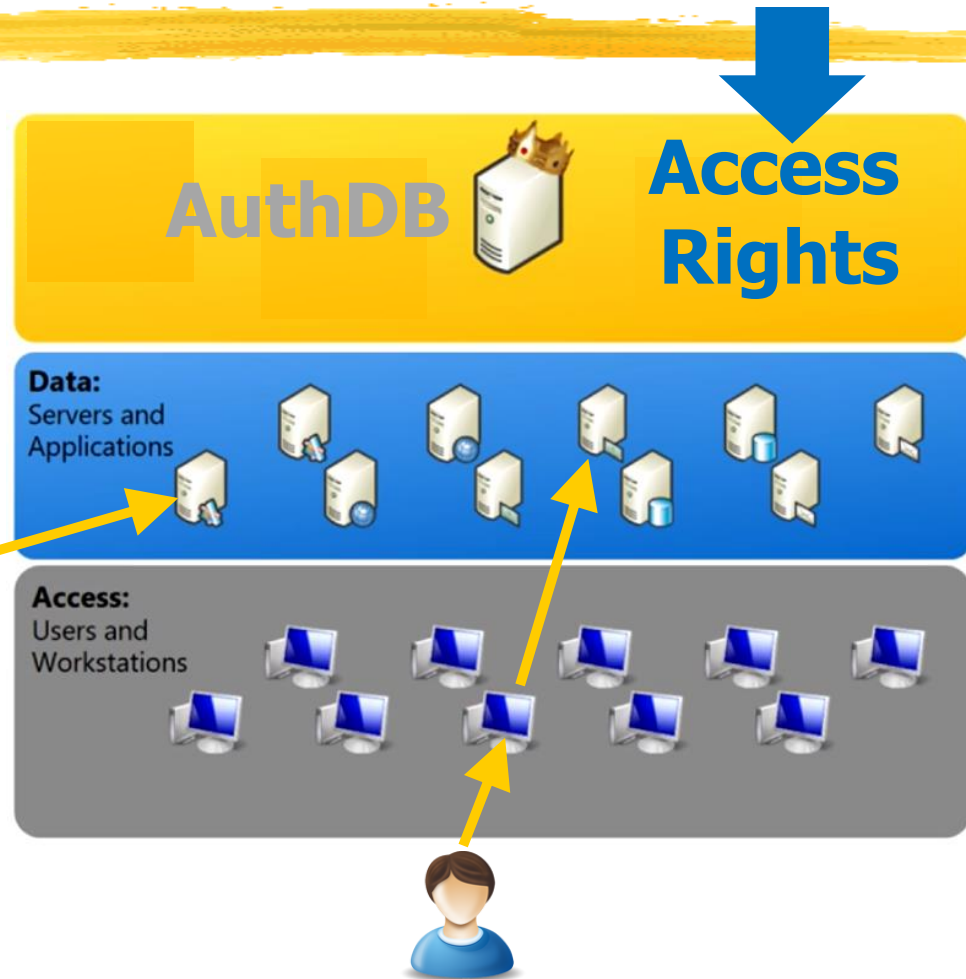 AuthDB
Access
Rights
Data:
Servers and
Applications
Access:
Users and
Workstations